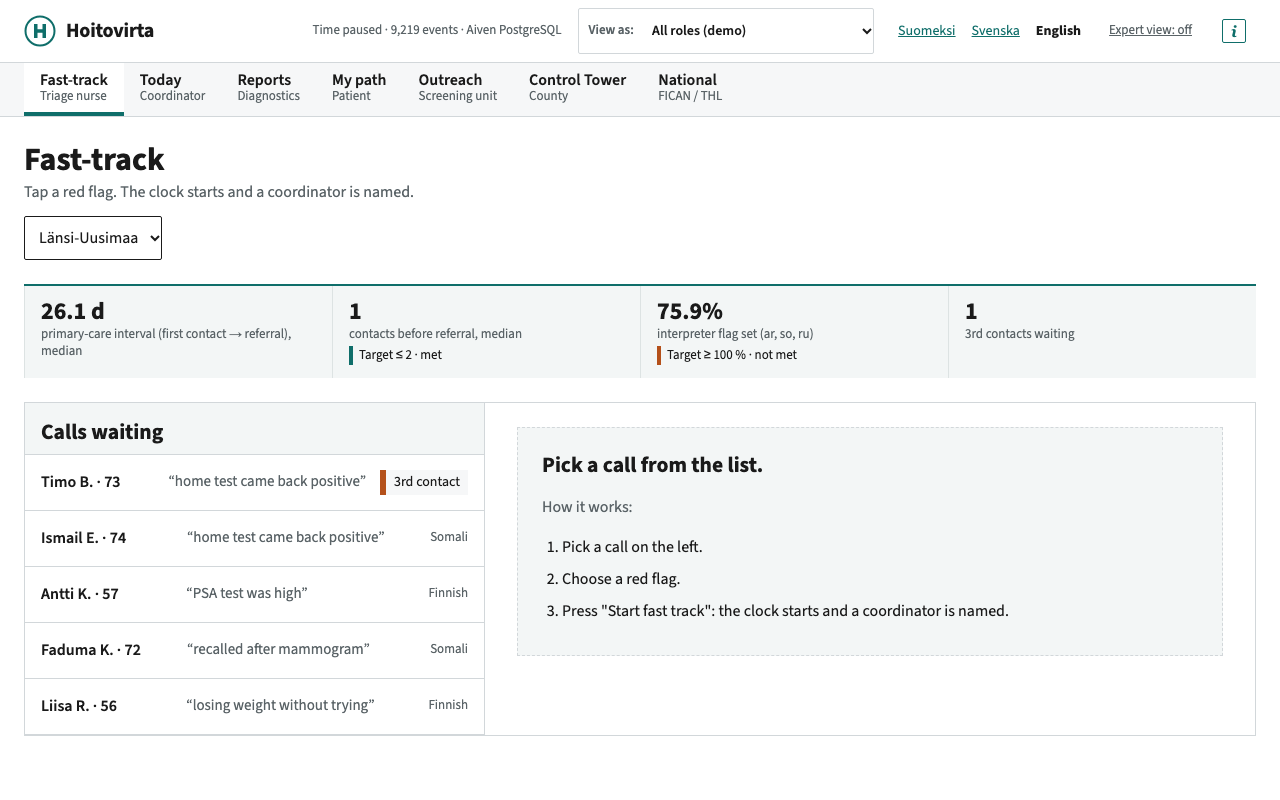 H Hoitovirta
Time paused · 9,219 events · Aiven PostgreSQL
View as: All roles (demo)
Suomeksi Svenska English
Expert view: off
i
Fast-track
Triage nurse
Today
Coordinator
Reports
Diagnostics
My path
Patient
Outreach
Screening unit
Control Tower
County
National
FICAN / THL
Fast-track
Tap a red flag. The clock starts and a coordinator is named.
Länsi-Uusimaa
26.1 d
primary-care interval (first contact → referral),
median
1
contacts before referral, median
Target ≤ 2 · met
75.9%
interpreter flag set (ar, so, ru)
Target ≥ 100 % · not met
1
3rd contacts waiting
Calls waiting
Timo B. · 73 “home test came back positive” 3rd contact
Ismail E. · 74 “home test came back positive” Somali
Antti K. · 57 “PSA test was high” Finnish
Faduma K. · 72 “recalled after mammogram” Somali
Liisa R. · 56 “losing weight without trying” Finnish
Pick a call from the list.
How it works:
1. Pick a call on the left.
2. Choose a red flag.
3. Press "Start fast track": the clock starts and a coordinator is named.